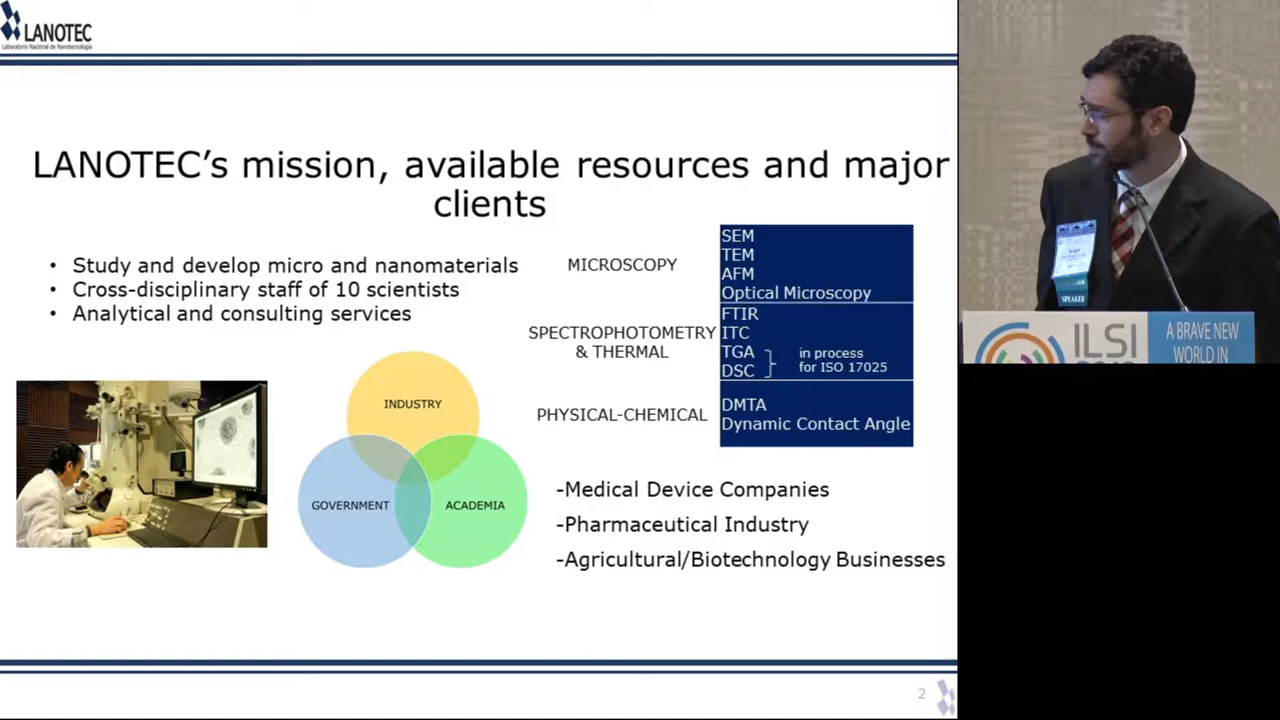 LANOTEC
Laboratorio Nacional de Nanotecnología
LANOTEC’s mission, available resources and major
clients
• Study and develop micro and nanomaterials
• Cross-disciplinary staff of 10 scientists
• Analytical and consulting services
MICROSCOPY
SEM
TEM
AFM
Optical Microscopy
SPECTROPHOTOMETRY
& THERMAL
FTIR
ITC
TGA
DSC
in process
for ISO 17025
PHYSICAL-CHEMICAL
DMTA
Dynamic Contact Angle
INDUSTRY
GOVERNMENT
ACADEMIA
-Medical Device Companies
-Pharmaceutical Industry
-Agricultural/Biotechnology Businesses
2
SPEAKER
ILSI
A BRAVE NEW
WORLD IN